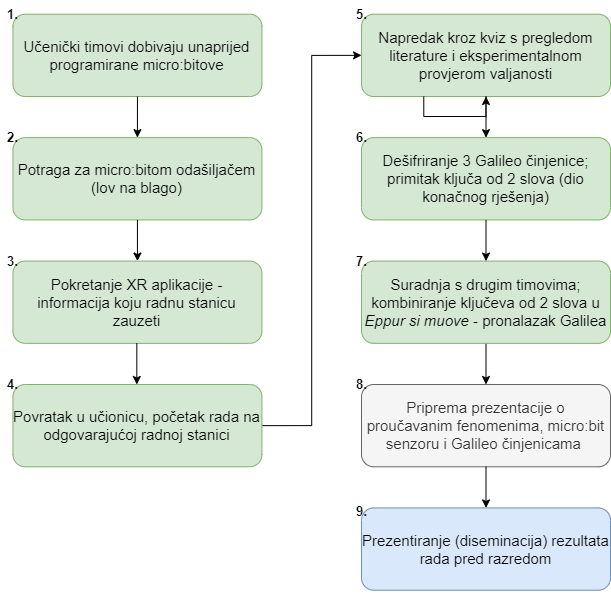 1.
Učenički timovi dobivaju unaprijed
programirane micro:bitove
2.
Potraga za micro:bitom odašiljačem
(lov na blago)
3.
Pokretanje XR aplikacije -
informacija koju radnu stanicu
zauzeti
4.
Povratak u učionicu, početak rada na
odgovarajućoj radnoj stanici
5.
Napredak kroz kviz s pregledom
literature i eksperimentalnom
provjerom valjanosti
6.
Dešifriranje 3 Galileo činjenice;
primitak ključa od 2 slova (dio
konačnog rješenja)
7.
Suradnja s drugim timovima;
kombiniranje ključeva od 2 slova u
Eppur si muove - pronalazak Galilea
8.
Priprema prezentacije o
proučavanim fenomenima, micro:bit
senzoru i Galileo činjenicama
9.
Prezentiranje (diseminacija) rezultata
rada pred razredom